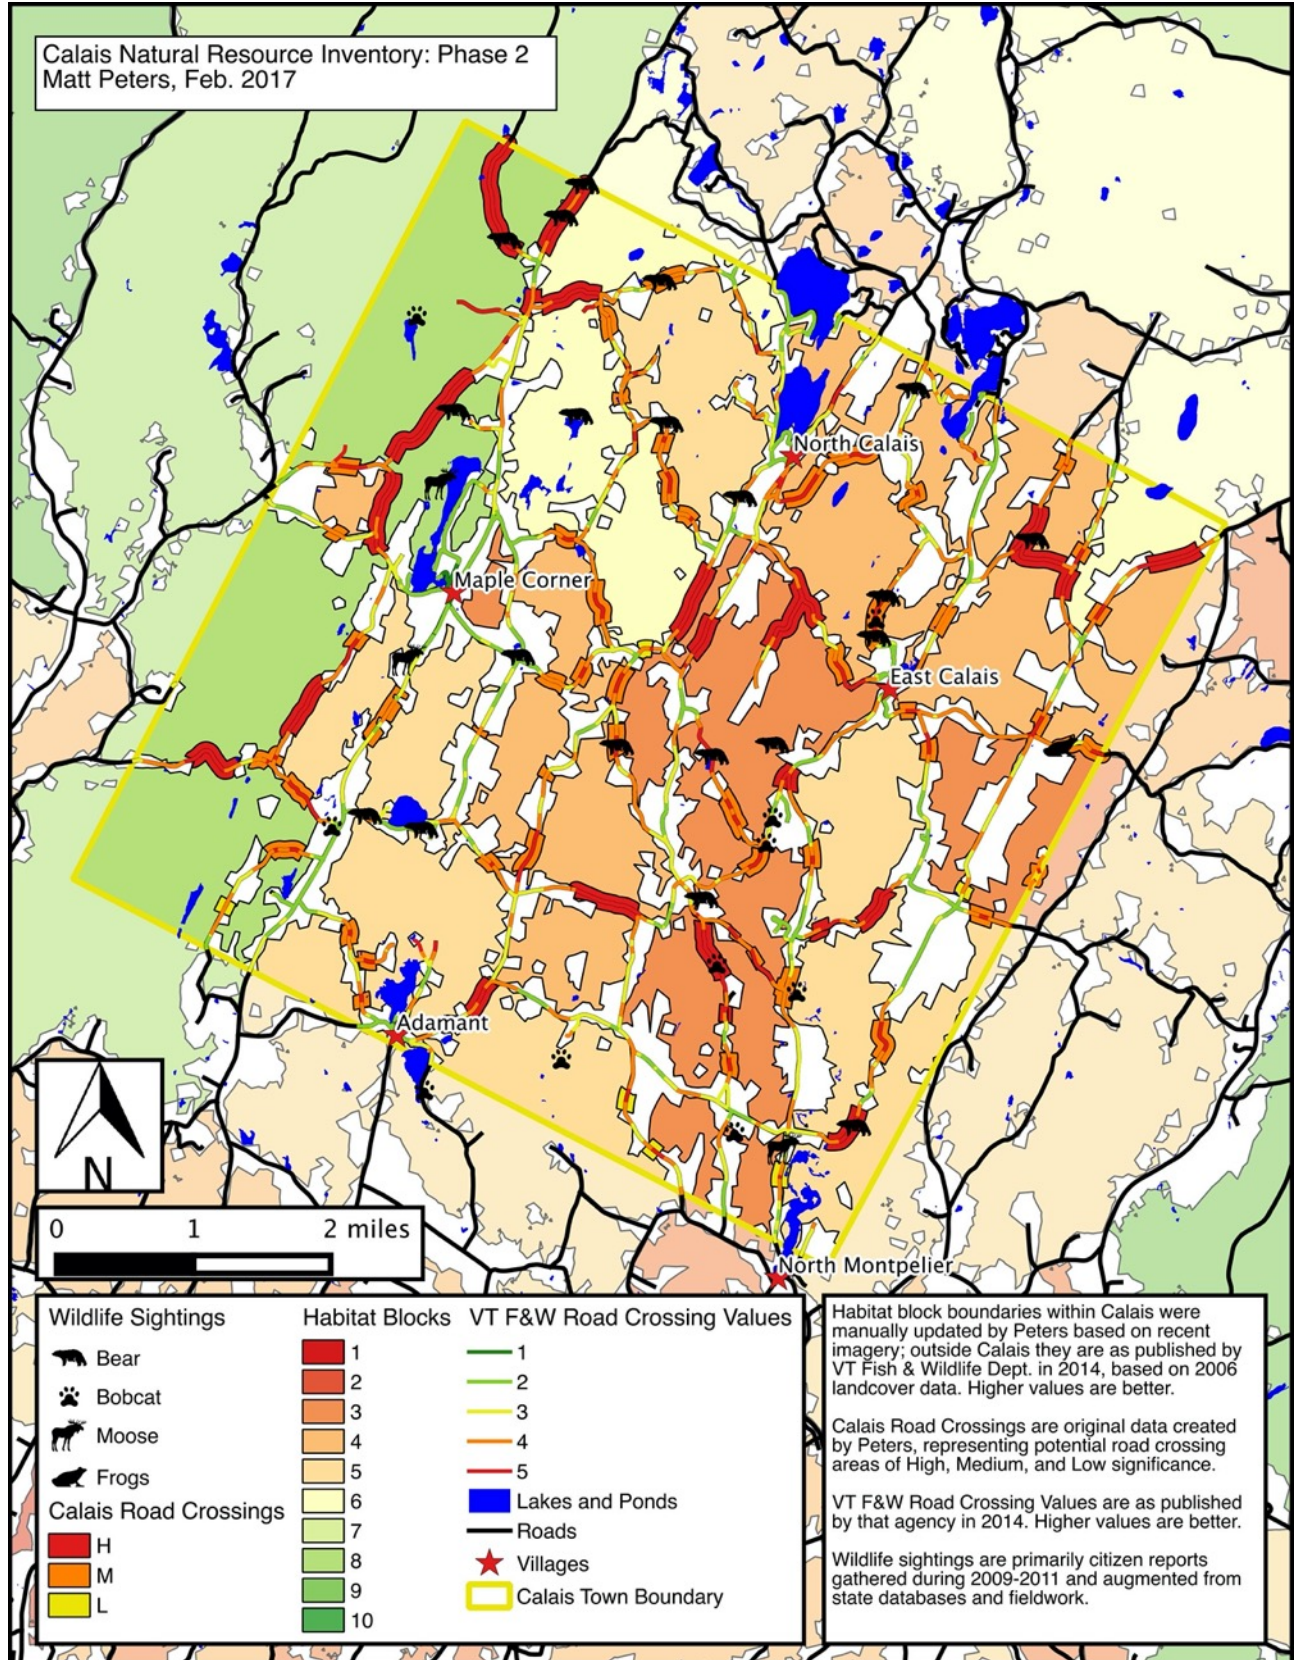 Calais Natural Resource Inventory: Phase 2
Matt Peters, Feb. 2017
North Calais
Maple Corner
East Calais
Adamant
North Montpelier
N
0 1 2 miles
Wildlife Sightings
Bear
Bobcat
Moose
Frogs
Calais Road Crossings
H
M
L
Habitat Blocks
1
2
3
4
5
6
7
8
9
10
VT F&W Road Crossing Values
1
2
3
4
5
Lakes and Ponds
Roads
Villages
Calais Town Boundary
Habitat block boundaries within Calais were
manually updated by Peters based on recent
imagery; outside Calais they are as published by
VT Fish & Wildlife Dept. in 2014, based on 2006
landcover data. Higher values are better.
Calais Road Crossings are original data created
by Peters, representing potential road crossing
areas of High, Medium, and Low significance.
VT F&W Road Crossing Values are as published
by that agency in 2014. Higher values are better.
Wildlife sightings are primarily citizen reports
gathered during 2009-2011 and augmented from
state databases and fieldwork.